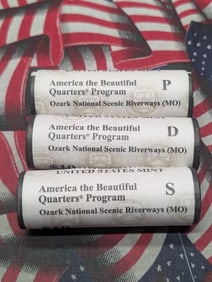 America the Beautiful P
Quarters® Program
Ozark National Scenic Riverways (MO)
America the Beautiful D
Quarters® Program
Ozark National Scenic Riverways (MO)
UNITED STATES MINT
America the Beautiful S
Quarters® Program
Ozark National Scenic Riverways (MO)